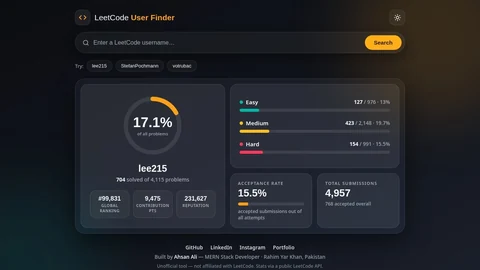 LeetCode User Finder
Enter a LeetCode username...
Search
Try: lee215 StefanPochmann votrubac
17.1%
of all problems
lee215
704 solved of 4,115 problems
#99,831
GLOBAL RANKING
9,475
CONTRIBUTION PTS
231,627
REPUTATION
Easy 127 / 976 · 13%
Medium 423 / 2,148 · 19.7%
Hard 154 / 991 · 15.5%
ACCEPTANCE RATE
15.5%
accepted submissions out of
all attempts
TOTAL SUBMISSIONS
4,957
768 accepted overall
GitHub LinkedIn Instagram Portfolio
Built by Ahsan Ali — MERN Stack Developer · Rahim Yar Khan, Pakistan
Unofficial tool — not affiliated with LeetCode. Stats via a public LeetCode API.